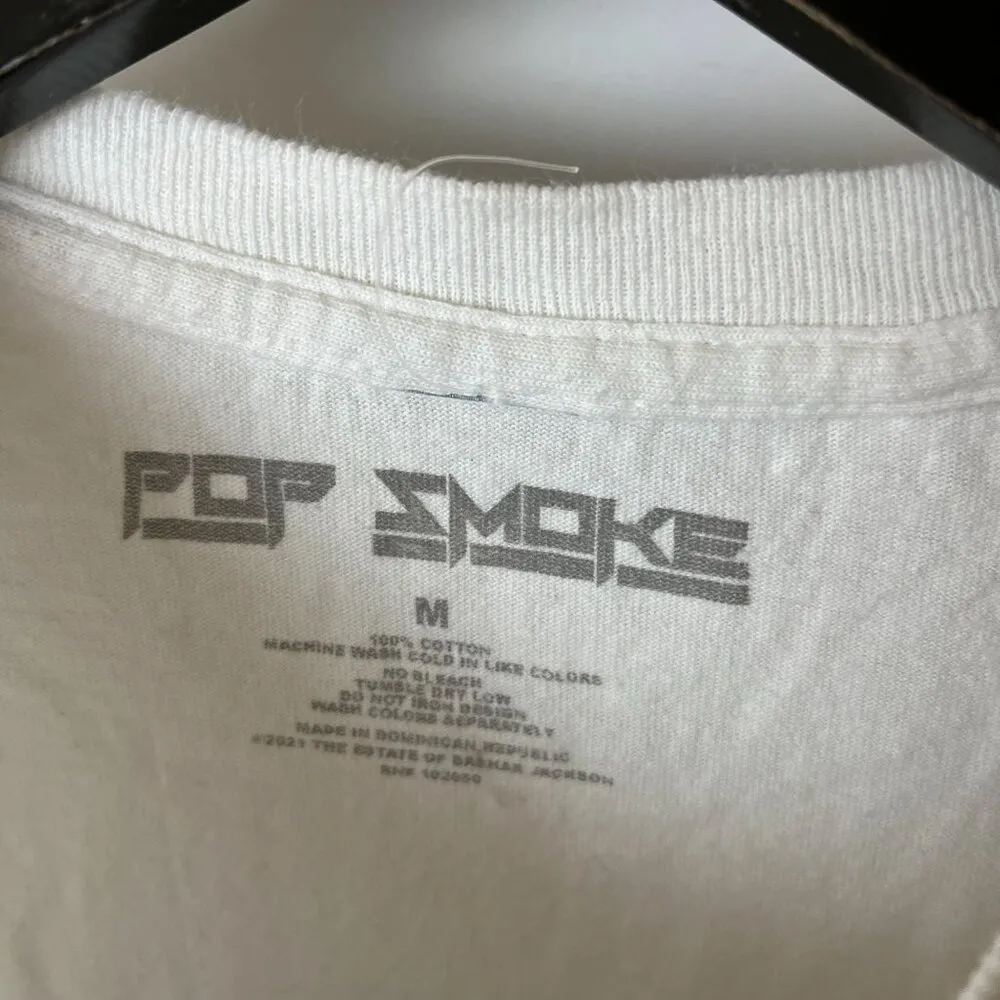 POP SMOKE
M
100% COTTON
MACHINE WASH COLD IN LIKE COLORS
NO BLEACH
TUMBLE DRY LOW
DO NOT IRON DESIGN
WASH COLORS SEPARATELY
MADE IN DOMINICAN REPUBLIC
©2021 THE ESTATE OF BASHAR JACKSON